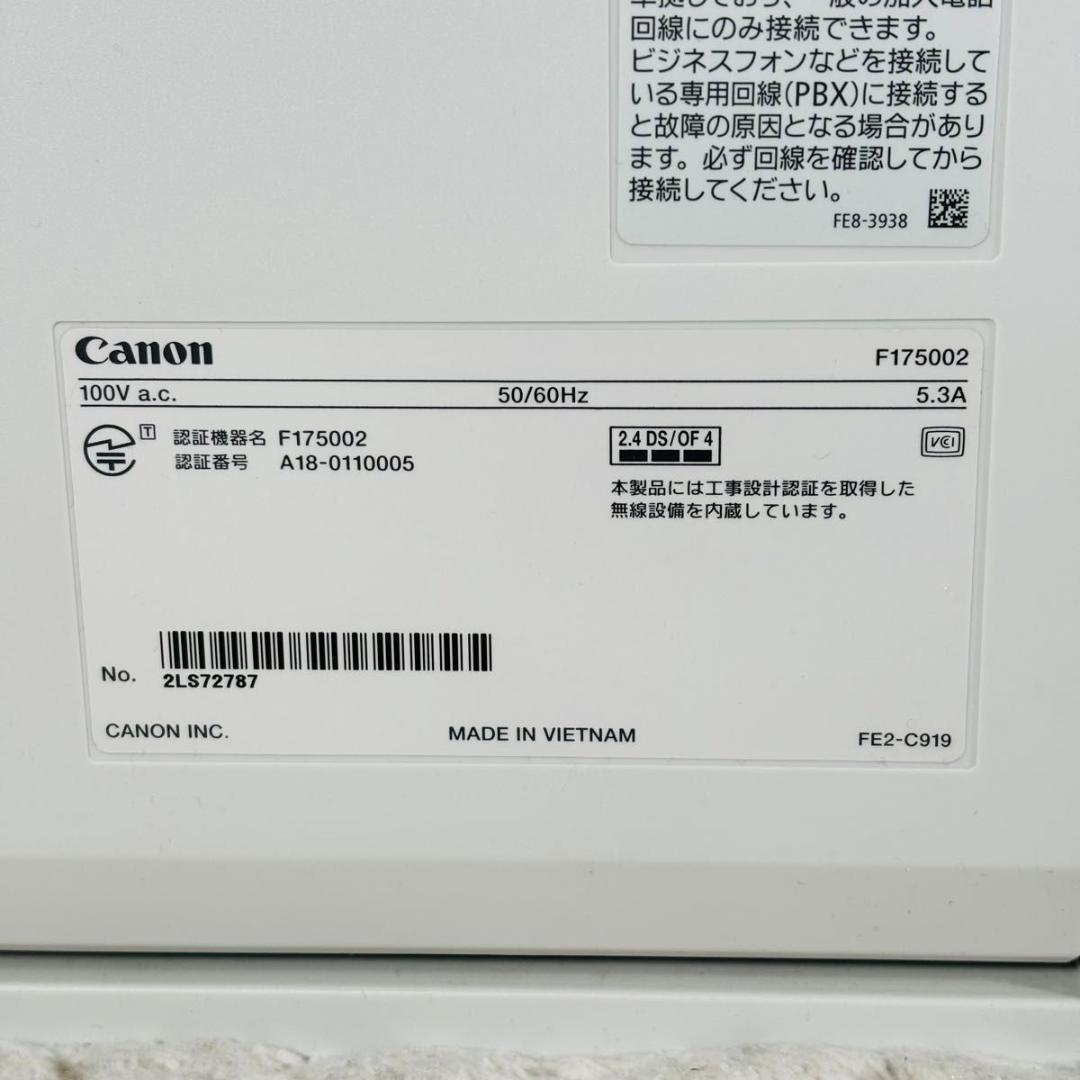 回線にのみ接続できます。
ビジネスフォンなどを接続して
いる専用回線(PBX)に接続する
と故障の原因となる場合があり
ます。必ず回線を確認してから
接続してください。
FE8-3938
Canon
F175002
100V a.c. 50/60Hz 5.3A
T 認証機器名 F175002
認証番号 A18-0110005
2.4 DS/OF 4
VCI
本製品には工事設計認証を取得した
無線設備を内蔵しています。
No. 2LS72787
CANON INC. MADE IN VIETNAM FE2-C919